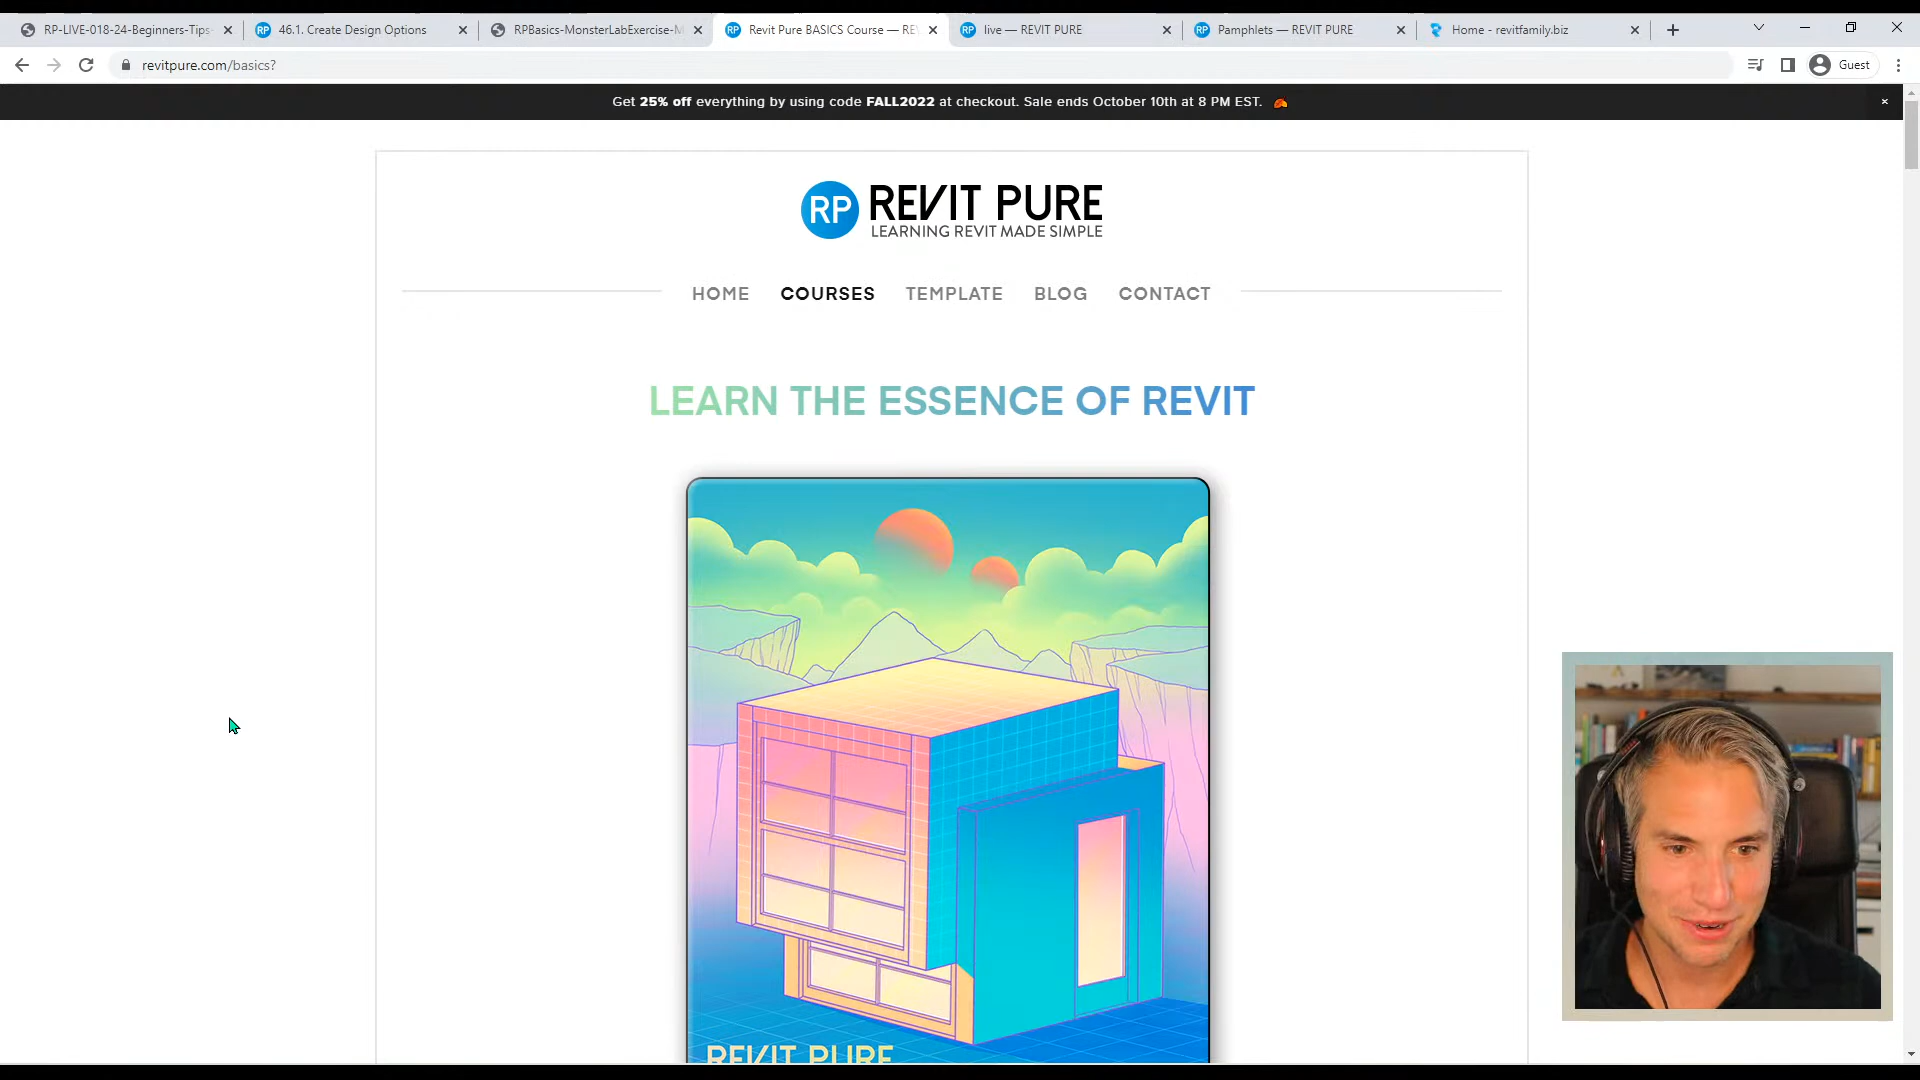 RP-LIVE-018-24-Beginners-Tips-
46.1. Create Design Options
RPBasics-MonsterLabExercise-M
Revit Pure BASICS Course — RE
live — REVIT PURE
Pamphlets — REVIT PURE
Home - revitfamily.biz
revitpure.com/basics?
Guest
Get 25% off everything by using code FALL2022 at checkout. Sale ends October 10th at 8 PM EST.
RP REVIT PURE
LEARNING REVIT MADE SIMPLE
HOME COURSES TEMPLATE BLOG CONTACT
LEARN THE ESSENCE OF REVIT
REVIT PURE